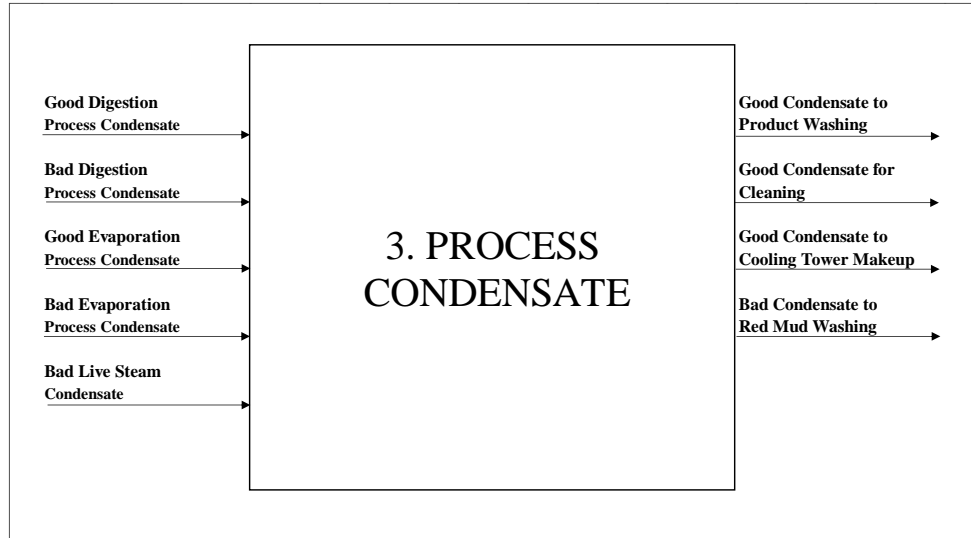 Good Digestion
Process Condensate
Bad Digestion
Process Condensate
Good Evaporation
Process Condensate
Bad Evaporation
Process Condensate
Bad Live Steam
Condensate
3. PROCESS
CONDENSATE
Good Condensate to
Product Washing
Good Condensate for
Cleaning
Good Condensate to
Cooling Tower Makeup
Bad Condensate to
Red Mud Washing